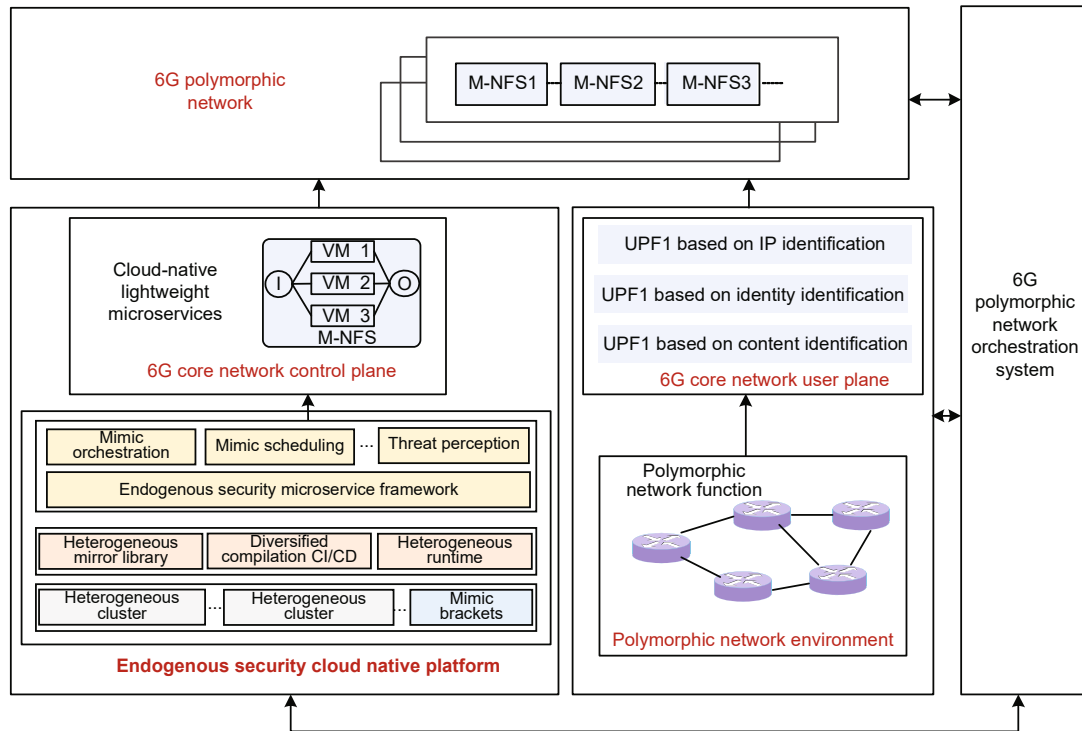 6G polymorphic
network
M-NFS1
M-NFS2
M-NFS3
Cloud-native
lightweight
microservices
I
VM 1
VM 2
VM 3
O
M-NFS
6G core network control plane
Mimic
orchestration
Mimic scheduling
...
Threat perception
Endogenous security microservice framework
Heterogeneous
mirror library
Diversified
compilation CI/CD
Heterogeneous
runtime
Heterogeneous
cluster
...
Heterogeneous
cluster
...
Mimic
brackets
Endogenous security cloud native platform
UPF1 based on IP identification
UPF1 based on identity identification
UPF1 based on content identification
6G core network user plane
Polymorphic
network function
Polymorphic network environment
6G
polymorphic
network
orchestration
system